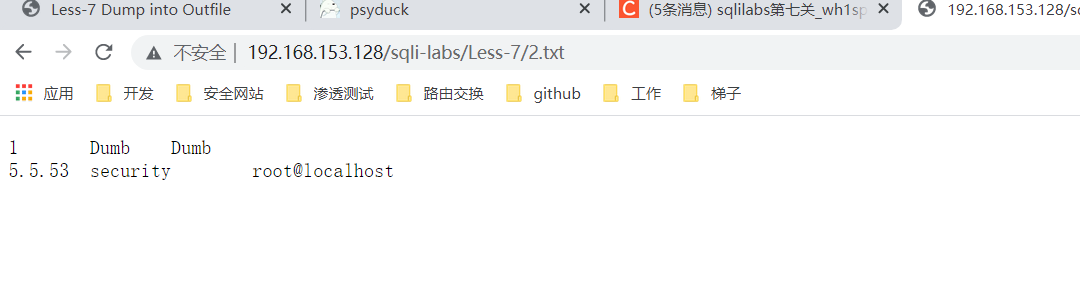 Less-7 Dump into Outfile
psyduck
(5条消息) sqlilabs第七关_wh1sp
192.168.153.128/sq
不安全 | 192.168.153.128/sqli-labs/Less-7/2.txt
应用 开发 安全网站 渗透测试 路由交换 github 工作 梯子
1 Dumb Dumb
5.5.53 security root@localhost